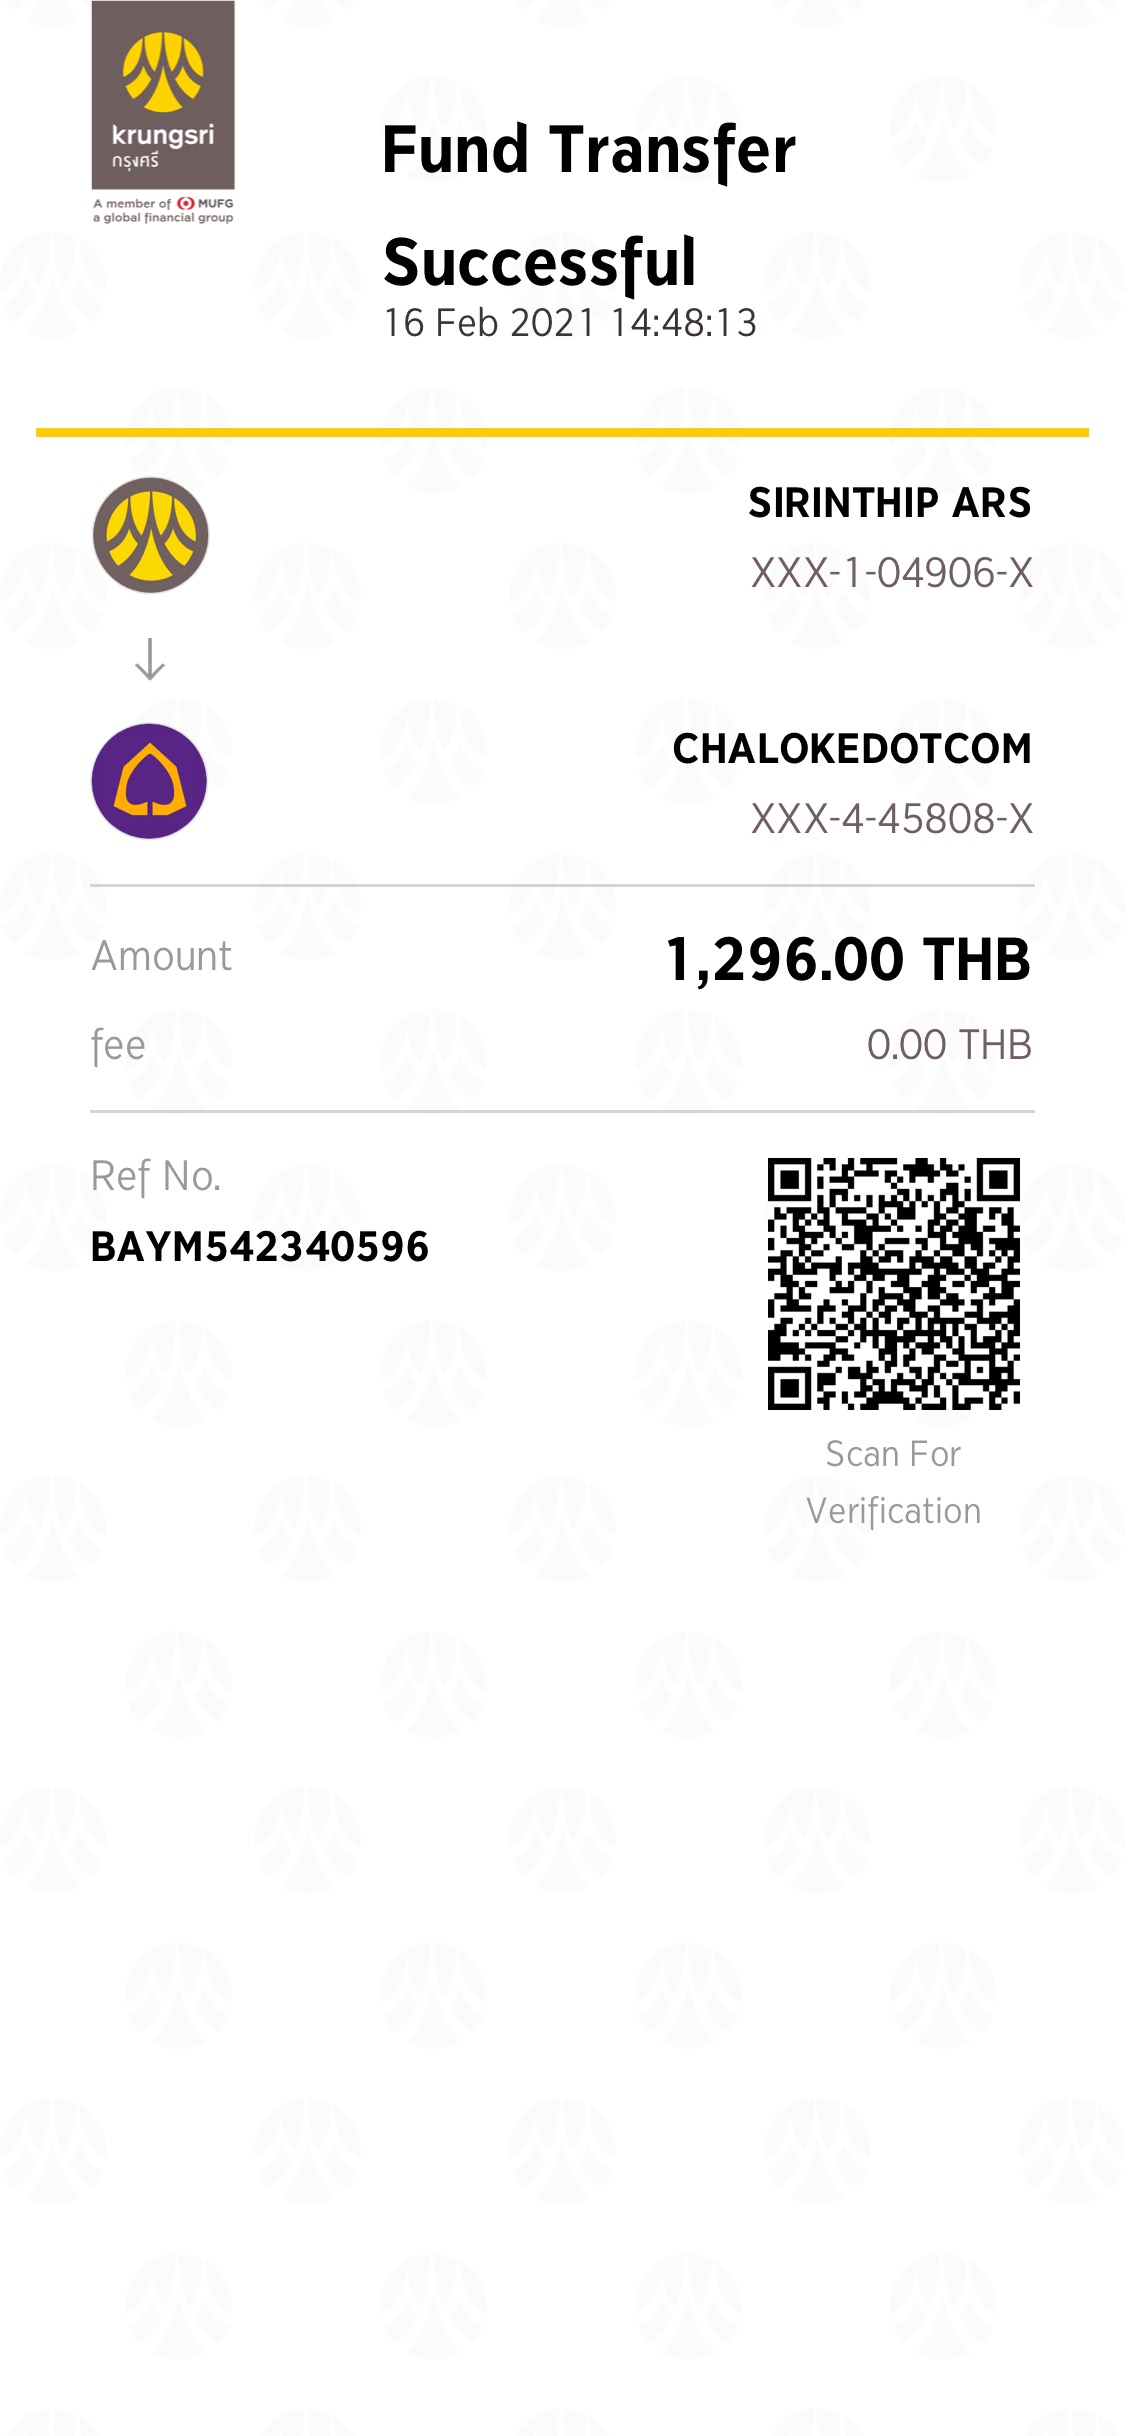 krungsri
กรุงศรี
A member of MUFG
a global financial group
Fund Transfer
Successful
16 Feb 2021 14:48:13
SIRINTHIP ARS
XXX-1-04906-X
CHALOKEDOTCOM
XXX-4-45808-X
Amount 1,296.00 THB
fee 0.00 THB
Ref No.
BAYM542340596
Scan For
Verification